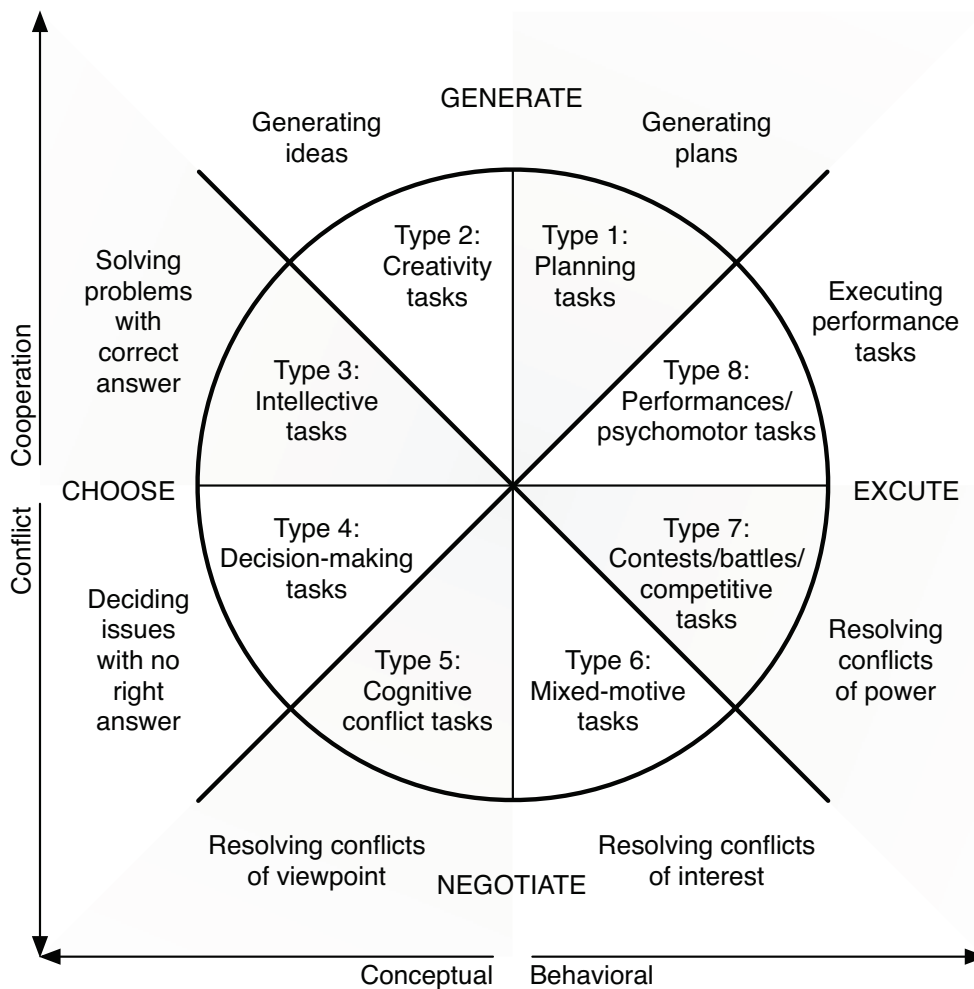 GENERATE
Generating
ideas
Generating
plans
Type 2:
Creativity
tasks
Type 1:
Planning
tasks
Solving
problems
with
correct
answer
Executing
performance
tasks
Type 3:
Intellective
tasks
Type 8:
Performances/
psychomotor tasks
Cooperation
CHOOSE
EXCUTE
Conflict
Type 4:
Decision-making
tasks
Type 7:
Contests/battles/
competitive
tasks
Deciding
issues
with no
right
answer
Resolving
conflicts
of power
Type 5:
Cognitive
conflict tasks
Type 6:
Mixed-motive
tasks
Resolving conflicts
of viewpoint
Resolving conflicts
of interest
NEGOTIATE
Conceptual
Behavioral